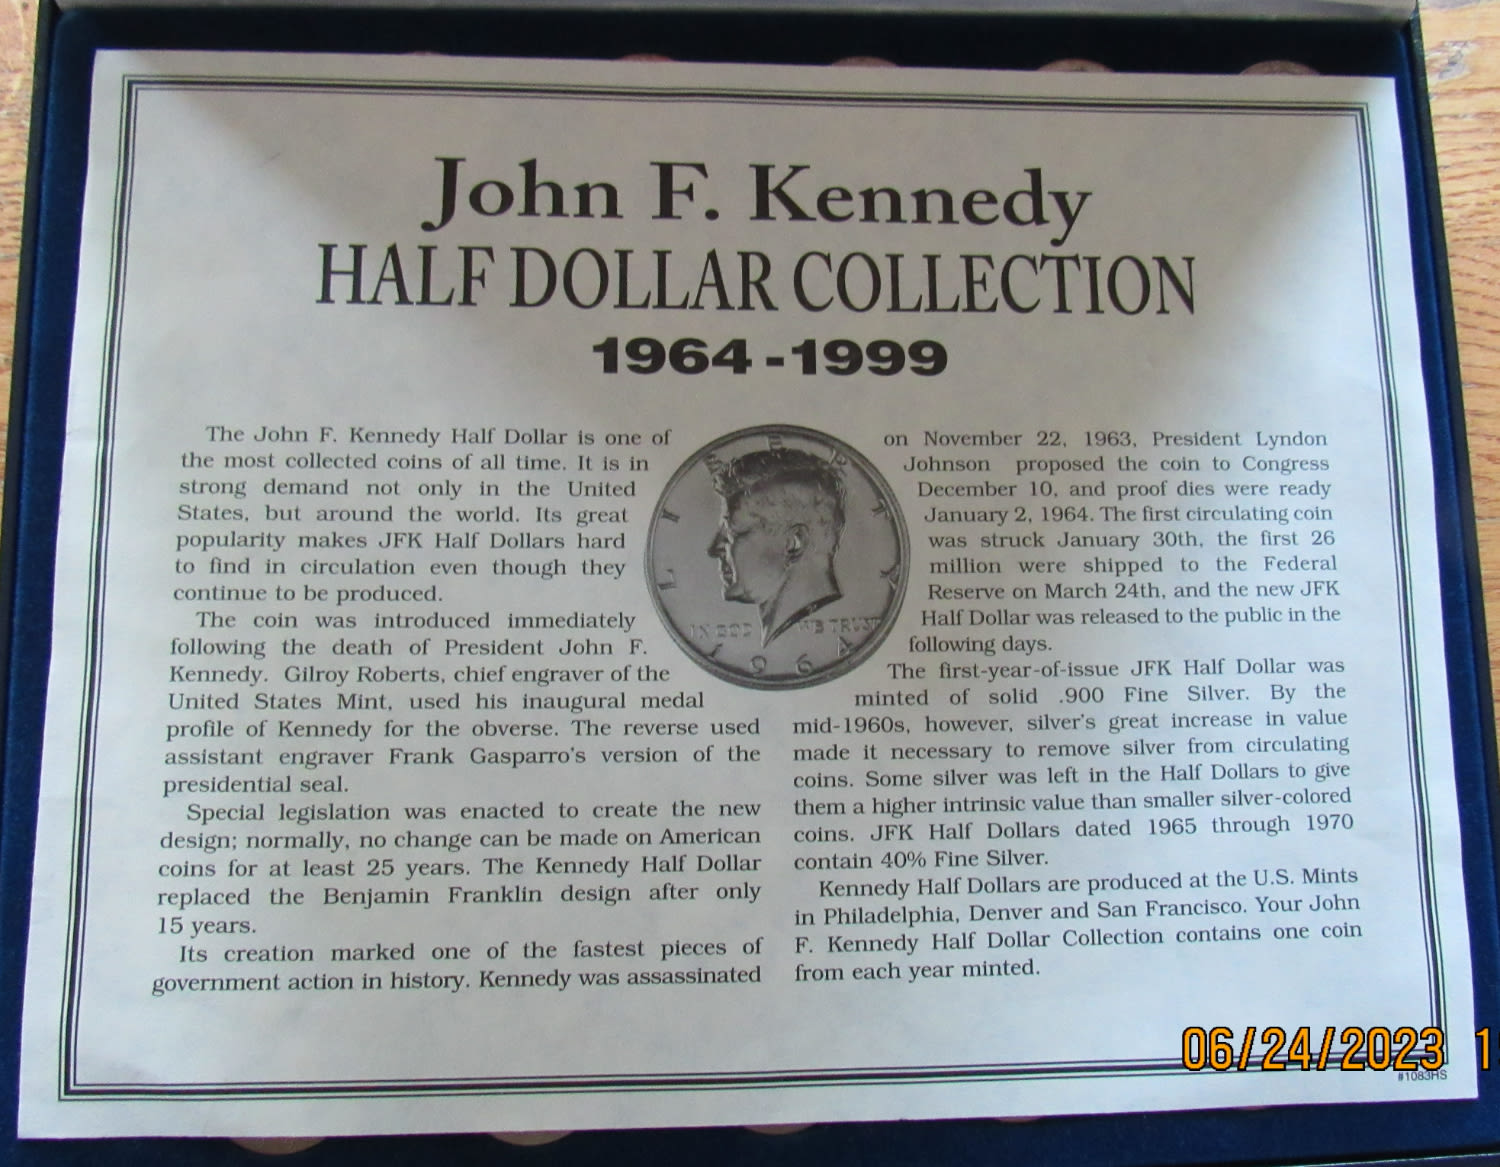 John F. Kennedy
HALF DOLLAR COLLECTION
1964-1999
The John F. Kennedy Half Dollar is one of
the most collected coins of all time. It is in
strong demand not only in the United
States, but around the world. Its great
popularity makes JFK Half Dollars hard
to find in circulation even though they
continue to be produced.
The coin was introduced immediately
following the death of President John F.
Kennedy. Gilroy Roberts, chief engraver of the
United States Mint, used his inaugural medal
profile of Kennedy for the obverse. The reverse used
assistant engraver Frank Gasparro's version of the
presidential seal.
Special legislation was enacted to create the new
design; normally, no change can be made on American
coins for at least 25 years. The Kennedy Half Dollar
replaced the Benjamin Franklin design after only
15 years.
Its creation marked one of the fastest pieces of
government action in history. Kennedy was assassinated
LIBERTY
IN GOD WE TRUST
1964
on November 22, 1963, President Lyndon
Johnson proposed the coin to Congress
December 10, and proof dies were ready
January 2, 1964. The first circulating coin
was struck January 30th, the first 26
million were shipped to the Federal
Reserve on March 24th, and the new JFK
Half Dollar was released to the public in the
following days.
The first-year-of-issue JFK Half Dollar was
minted of solid .900 Fine Silver. By the
mid-1960s, however, silver's great increase in value
made it necessary to remove silver from circulating
coins. Some silver was left in the Half Dollars to give
them a higher intrinsic value than smaller silver-colored
coins. JFK Half Dollars dated 1965 through 1970
contain 40% Fine Silver.
Kennedy Half Dollars are produced at the U.S. Mints
in Philadelphia, Denver and San Francisco. Your John
F. Kennedy Half Dollar Collection contains one coin
from each year minted.
06/24/2023 1
#1083HS